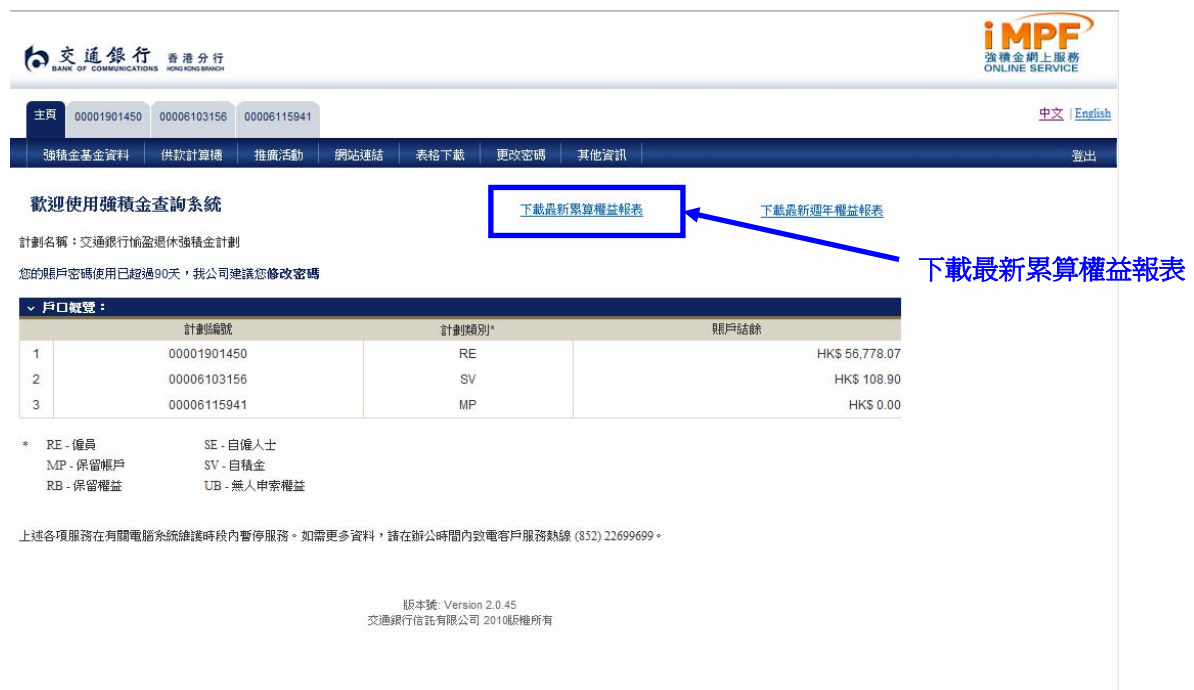 交通銀行 香港分行
BANK OF COMMUNICATIONS HONG KONG BRANCH
iMPF
強積金網上服務
ONLINE SERVICE
主頁 00001901450 00006103156 00006115941
中文 | English
強積金基金資料 供款計算機 推廣活動 網站連結 表格下載 更改密碼 其他資訊 登出
歡迎使用強積金查詢系統
下載最新累算權益報表 下載最新週年權益報表
計劃名稱：交通銀行愉盈退休強積金計劃
下載最新累算權益報表
您的賬戶密碼使用已超過90天，我公司建議您修改密碼
戶口概覽：
計劃編號 計劃類別* 賬戶結餘
1 00001901450 RE HK$ 56,778.07
2 00006103156 SV HK$ 108.90
3 00006115941 MP HK$ 0.00
* RE - 僱員 SE - 自僱人士
MP - 保留帳戶 SV - 自積金
RB - 保留權益 UB - 無人申索權益
上述各項服務在有關電腦系統維護時段內暫停服務。如需更多資料，請在辦公時間內致電客戶服務熱線 (852) 22699699。
版本號: Version 2.0.45
交通銀行信託有限公司 2010版權所有